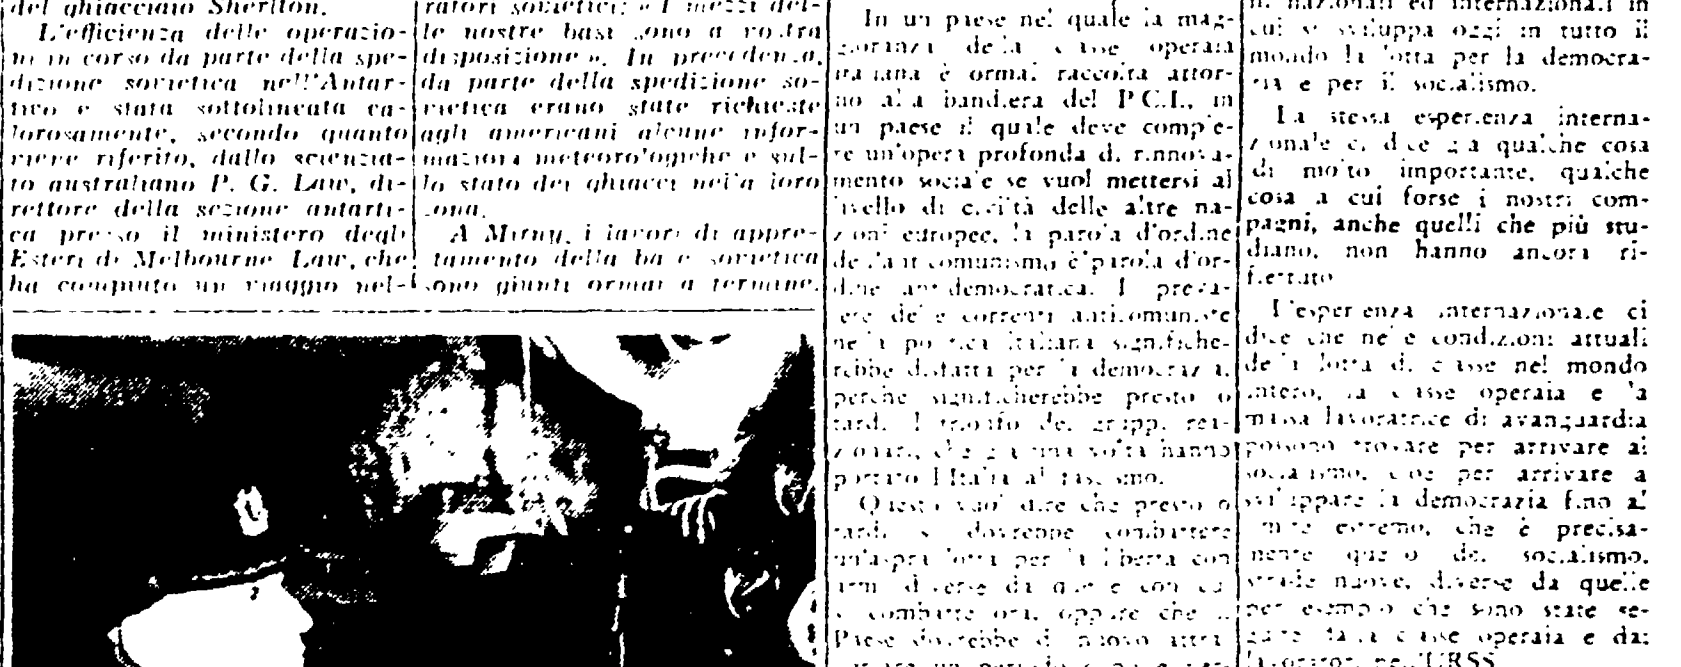 del ghiacciaio Sherlton.
L'efficienza delle operazio-
ni in corso da parte della spe-
dizione sovietica nell'Antar-
tico e stata sottolineata ca-
lorosamente, secondo quanto
viene riferito, dallo scienzia-
to australiano P. G. Law, di-
rettore della sezione antarti-
ca presso il ministero degli
Esteri di Melbourne Law, che
ha compiuto un viaggio nel-
ratori sovietici: « I mezzi del-
le nostre basi sono a vostra
disposizione ». In precedenza,
da parte della spedizione so-
vietica erano state richieste
agli americani alcune infor-
mazioni meteorologiche e sul-
lo stato dei ghiacci nella loro
zona.
A Mirny, i lavori di appre-
tamento della base sovietica
sono giunti ormai a termine.
In un paese nel quale la mag-
gioranza della classe operaia
italiana è ormai raccolta attor-
no alla bandiera del P.C.I., in
un paese il quale deve comple-
re un'opera profonda di rinnova-
mento sociale se vuol mettersi al
livello di civiltà delle altre na-
zioni europee, la parola d'ordine
dell'anticomunismo è parola d'or-
dine antidemocratica. I preva-
lere delle correnti anticomuniste
nella politica italiana significhe-
rebbe disfatta per la democrazia,
perchè significherebbe presto o
tardi il trionfo dei gruppi rea-
zionari, che già una volta hanno
portato l'Italia al fascismo.
Questo vuol dire che presto o
tardi si dovrebbe combattere
un'aspra lotta per la libertà con
armi diverse da quelle con cui
si combatte ora, oppure che il
Paese dovrebbe di nuovo attra-
un periodo
nazionali ed internazionali in
cui si sviluppa oggi in tutto il
mondo la lotta per la democra-
zia e per il socialismo.
La stessa esperienza interna-
zionale ci dice già qualche cosa
di molto importante, qualche
cosa a cui forse i nostri com-
pagni, anche quelli che più stu-
diano, non hanno ancora ri-
flettuto
L'esperienza internazionale ci
dice che nelle condizioni attuali
della lotta di classe nel mondo
intero, la classe operaia e la
massa lavoratrice di avanguardia
possono trovare per arrivare al
socialismo, cioè per arrivare a
sviluppare la democrazia fino al
limite estremo, che è precisa-
mente quello del socialismo,
strade nuove, diverse da quelle
per esempio che sono state se-
guite dalla classe operaia e dai
lavoratori nell'URSS